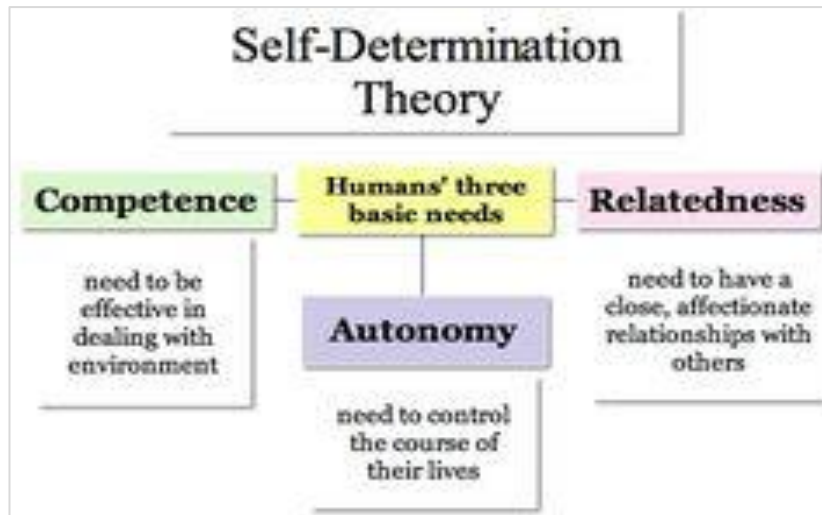 Self-Determination
Theory
Humans' three
basic needs
Competence
need to be
effective in
dealing with
environment
Autonomy
need to control
the course of
their lives
Relatedness
need to have a
close, affectionate
relationships with
others